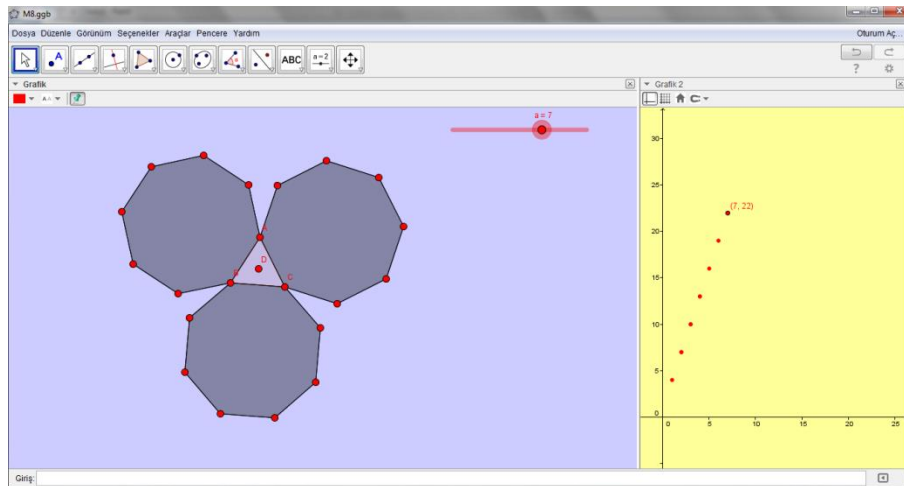 M8.ggb
Dosya Düzenle Görünüm Seçenekler Araçlar Pencere Yardım
Oturum Aç...
A
ABC
a=2
?
Grafik
Grafik 2
a = 7
A
D
B
C
(7, 22)
30
25
20
15
10
5
0
0 5 10 15 20 25
Giriş: